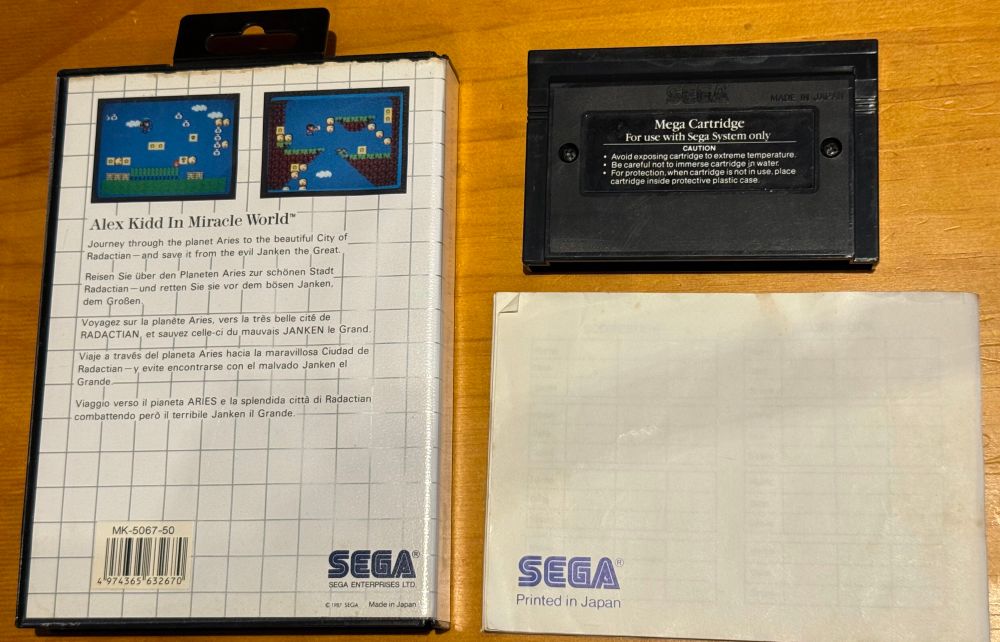 Alex Kidd In Miracle World™
Journey through the planet Aries to the beautiful City of
Radactian—and save it from the evil Janken the Great.
Reisen Sie über den Planeten Aries zur schönen Stadt
Radactian—und retten Sie sie vor dem bösen Janken,
dem Großen.
Voyagez sur la planête Aries, vers la très belle cité de
RADACTIAN, et sauvez celle-ci du mauvais JANKEN le Grand.
Viaje a través del planeta Aries hacia la maravillosa Ciudad de
Radactian—y evite encontrarse con el malvado Janken el
Grande.
Viaggio verso il pianeta ARIES e la splendida città di Radactian
combattendo però il terribile Janken il Grande.
MK-5067-50
4 974365 632670
SEGA®
SEGA ENTERPRISES LTD.
© 1987 SEGA Made in Japan
SEGA
MADE IN JAPAN
Mega Cartridge
For use with Sega System only
CAUTION
• Avoid exposing cartridge to extreme temperature.
• Be careful not to immerse cartridge in water.
• For protection, when cartridge is not in use, place
cartridge inside protective plastic case.
SEGA®
Printed in Japan